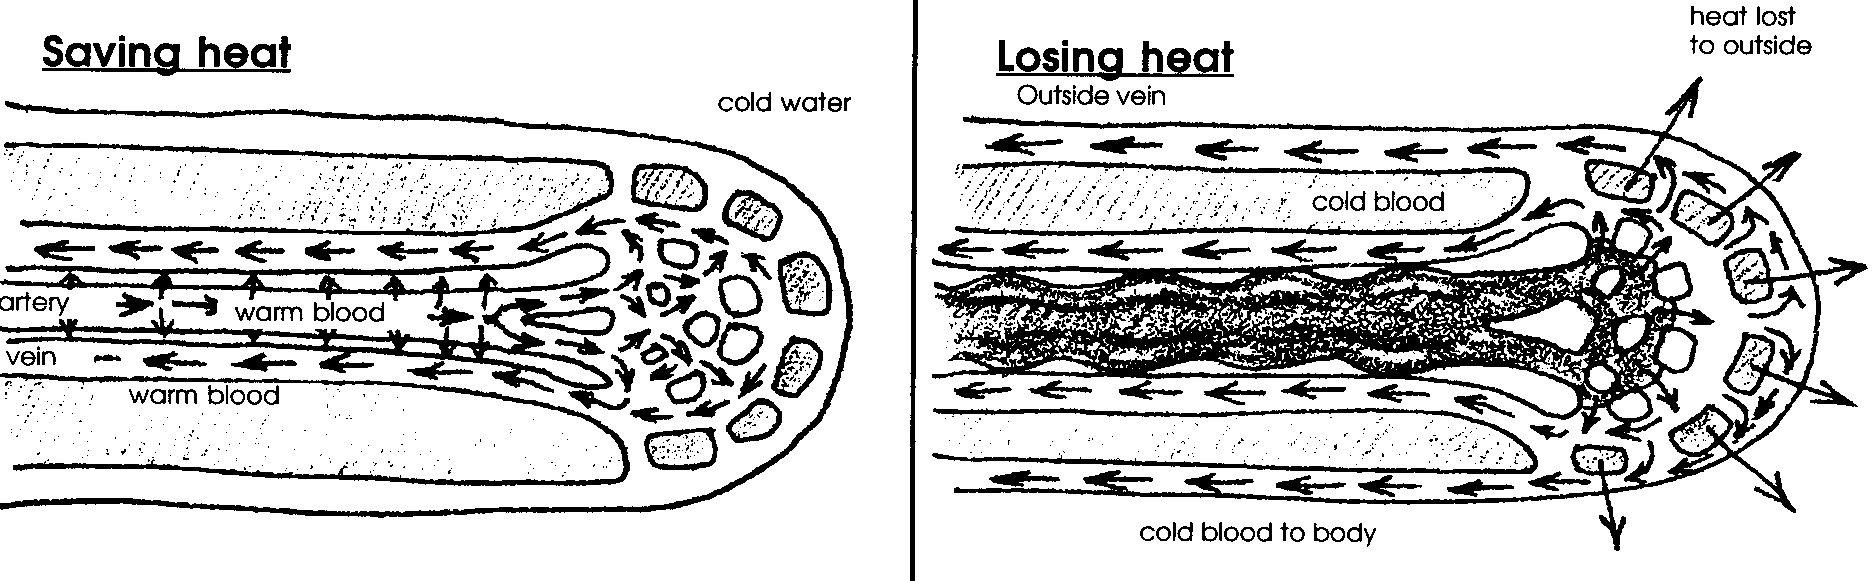 Saving heat
cold water
artery
warm blood
vein
warm blood
Losing heat
Outside vein
heat lost
to outside
cold blood
cold blood to body